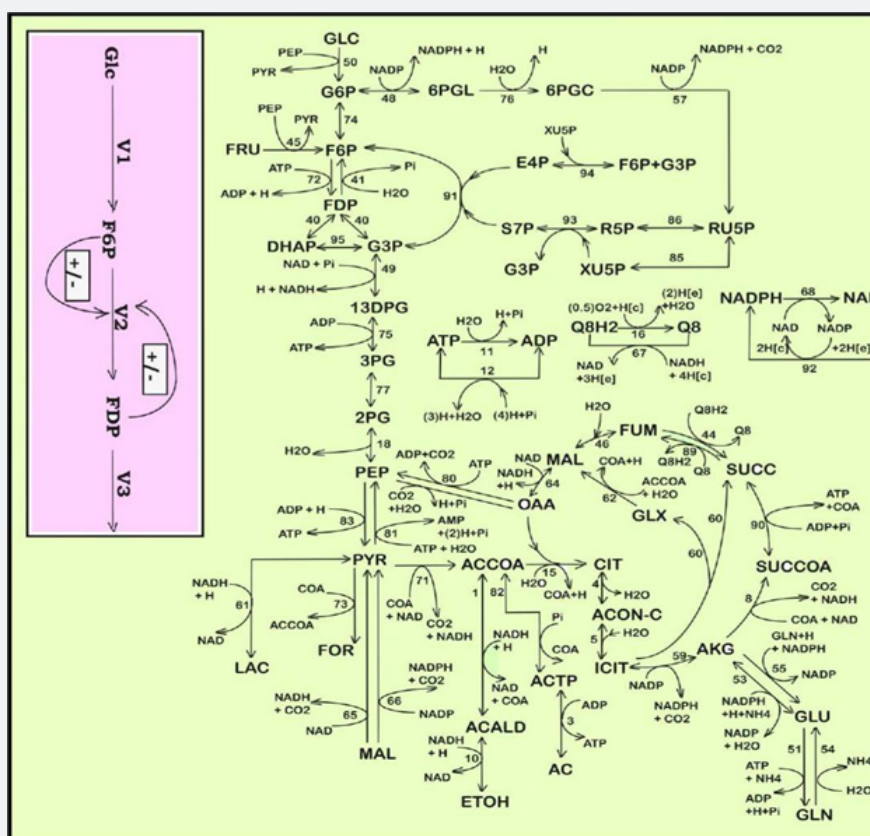 Glc
V1
F6P
+/-
V2
+/-
FDP
V3
GLC
PEP
PYR
50
G6P
NADP
NADPH + H
48
6PGL
H2O
H
76
6PGC
NADP
NADPH + CO2
57
74
PEP
PYR
45
FRU
F6P
XU5P
E4P
94
F6P+G3P
ATP
72
ADP + H
41
Pi
H2O
FDP
91
40
40
S7P
93
R5P
86
RU5P
DHAP
95
G3P
G3P
XU5P
85
NAD + Pi
49
H + NADH
13DPG
ADP
75
ATP
3PG
77
2PG
H2O
18
PEP
H2O
H+Pi
ATP
11
ADP
12
(3)H+H2O
(4)H+Pi
(0.5)O2+H[c]
(2)H[e]
+H2O
Q8H2
16
Q8
67
NAD
+3H[e]
NADH
+ 4H[c]
NADPH
68
NAD
NADP
2H[c]
+2H[e]
92
ADP+CO2
80
ATP
CO2
+H2O
H+Pi
OAA
NAD
NADH
+H
64
MAL
H2O
46
FUM
Q8H2
44
Q8
89
Q8H2
Q8
SUCC
COA+H
62
ACCOA
+ H2O
GLX
60
60
90
ATP
+COA
ADP+Pi
SUCCOA
8
CO2
+ NADH
COA + NAD
ADP + H
83
ATP
81
AMP
+(2)H+Pi
ATP + H2O
PYR
71
COA
+ NAD
CO2
+ NADH
ACCOA
15
H2O
COA+H
CIT
4
H2O
ACON-C
5
H2O
ICIT
59
NADP
NADPH
+ CO2
AKG
NADH
+ H
61
NAD
LAC
COA
73
ACCOA
FOR
1
82
NADH
+ H
NAD
+ COA
Pi
COA
ACTP
3
ADP
ATP
AC
NADH
+ CO2
65
NAD
66
NADPH
+ CO2
NADP
MAL
ACALD
NADH
+ H
10
NAD
ETOH
GLN+H
+ NADPH
55
NADP
53
NADPH
+H+NH4
NADP
+ H2O
GLU
51
54
ATP
+ NH4
ADP
+H+Pi
NH4
H2O
GLN